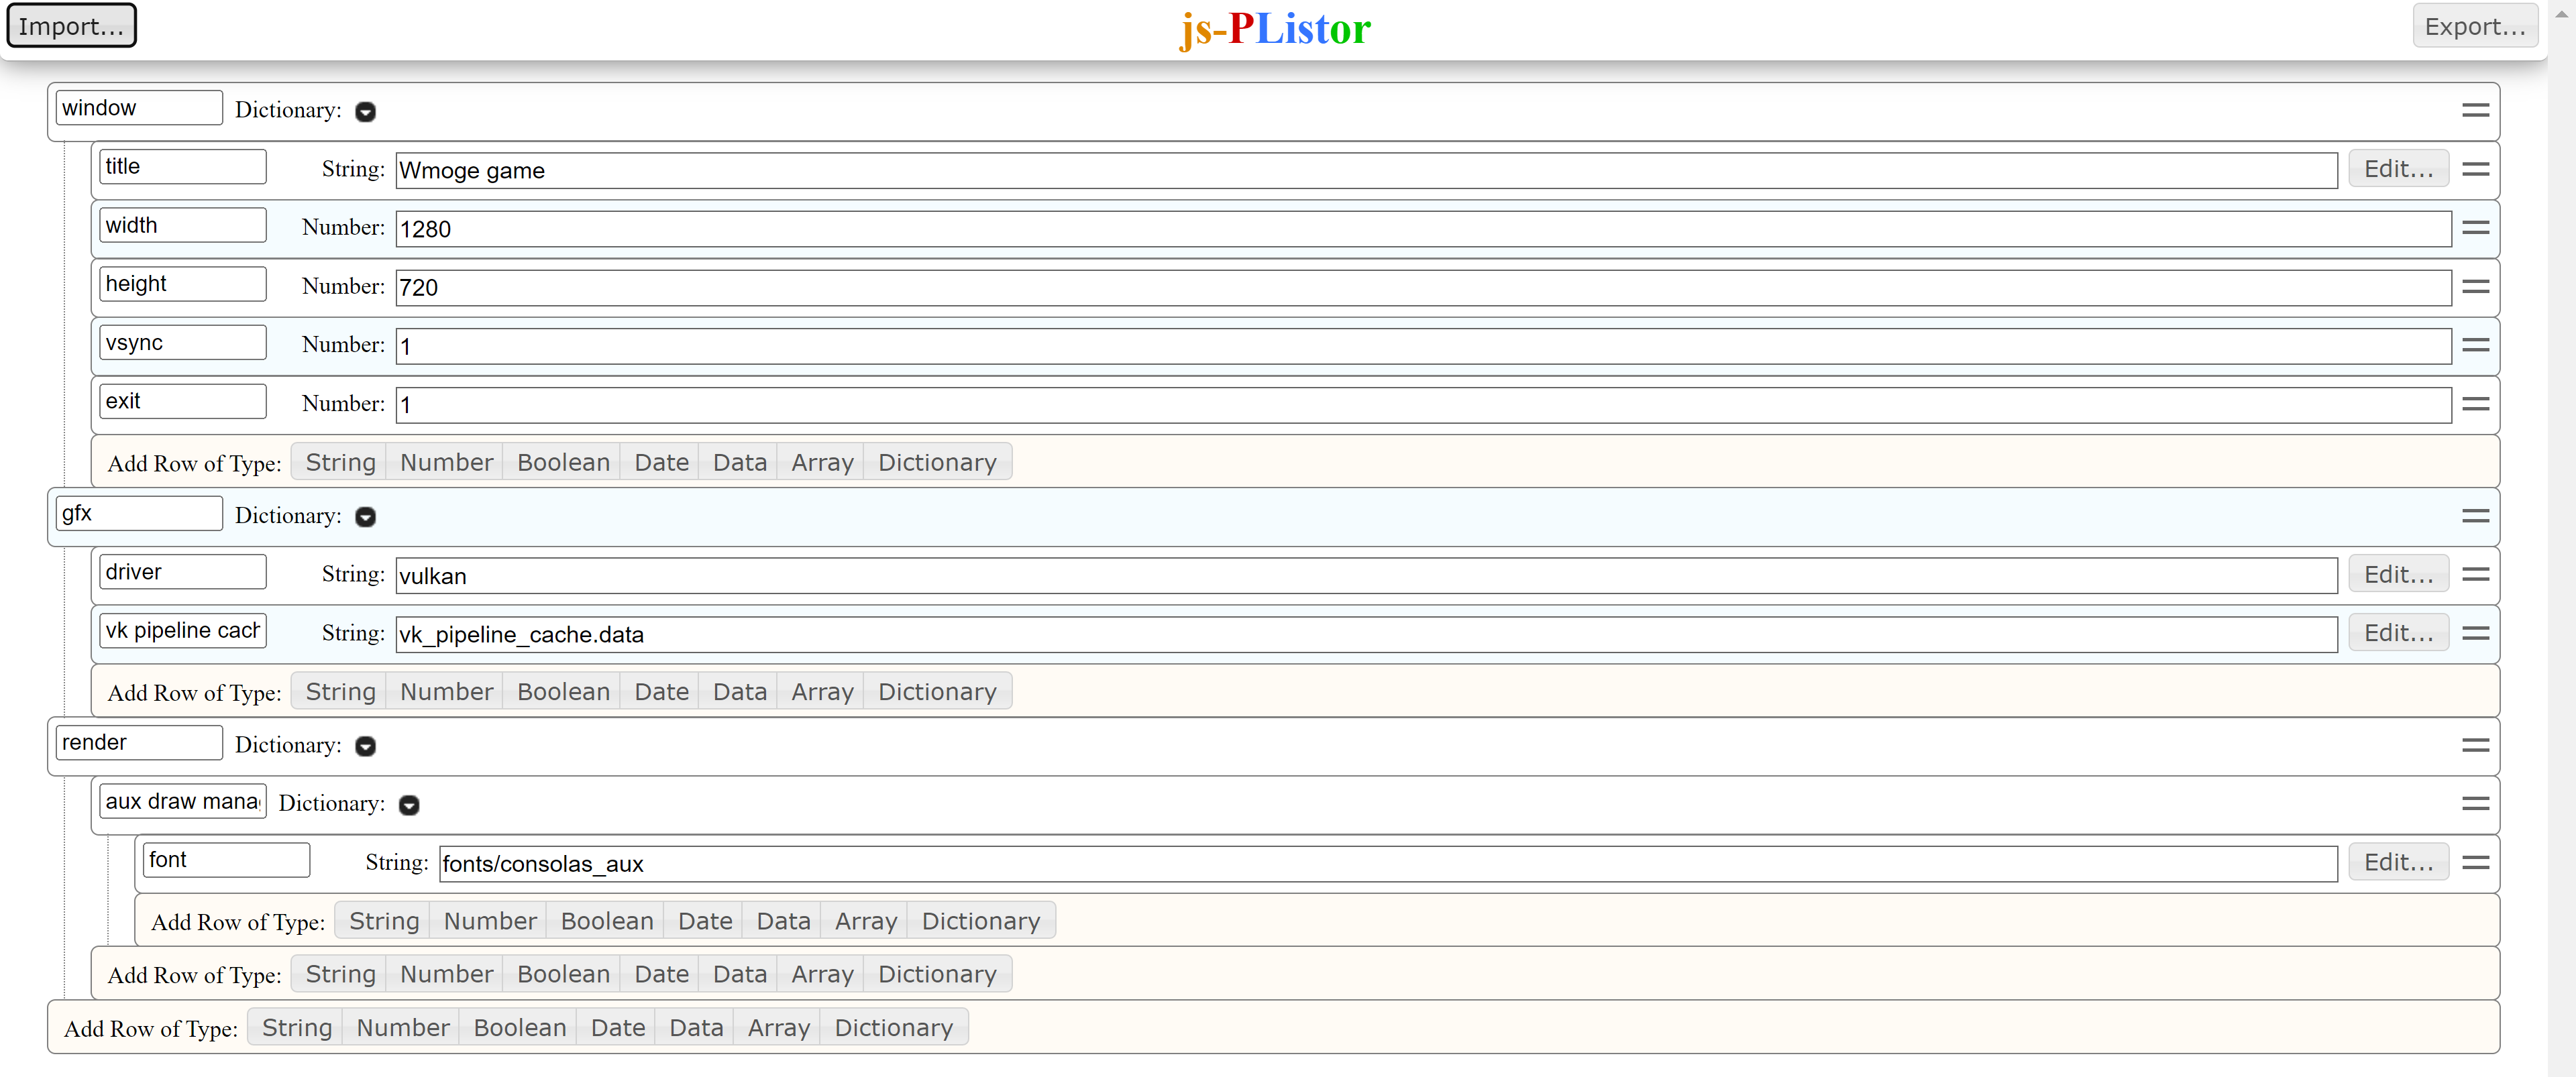 Import... js-PListor Export...
window Dictionary:
title String: Wmoge game Edit...
width Number: 1280
height Number: 720
vsync Number: 1
exit Number: 1
Add Row of Type: String Number Boolean Date Data Array Dictionary
gfx Dictionary:
driver String: vulkan Edit...
vk pipeline cach String: vk_pipeline_cache.data Edit...
Add Row of Type: String Number Boolean Date Data Array Dictionary
render Dictionary:
aux draw mana Dictionary:
font String: fonts/consolas_aux Edit...
Add Row of Type: String Number Boolean Date Data Array Dictionary
Add Row of Type: String Number Boolean Date Data Array Dictionary
Add Row of Type: String Number Boolean Date Data Array Dictionary